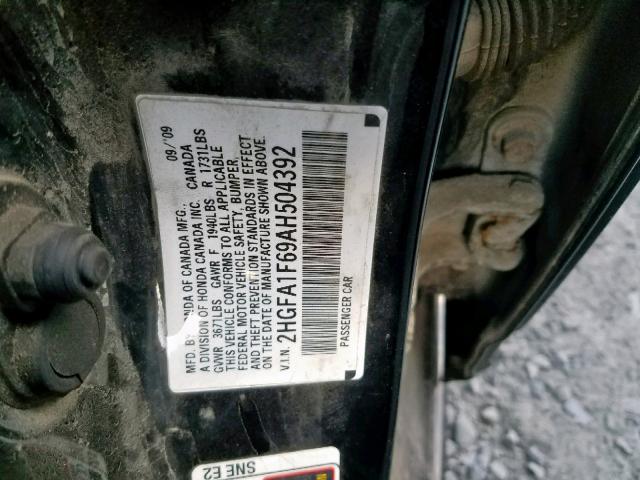 MFD. BY HONDA OF CANADA MFG., 09/'09
A DIVISION OF HONDA CANADA INC. CANADA
GVWR 3671LBS GAWR F 1940LBS R 1731LBS
THIS VEHICLE CONFORMS TO ALL APPLICABLE
FEDERAL MOTOR VEHICLE SAFETY, BUMPER,
AND THEFT PREVENTION STANDARDS IN EFFECT
ON THE DATE OF MANUFACTURE SHOWN ABOVE.
V.I.N. 2HGFA1F69AH504392
PASSENGER CAR
SNE E2